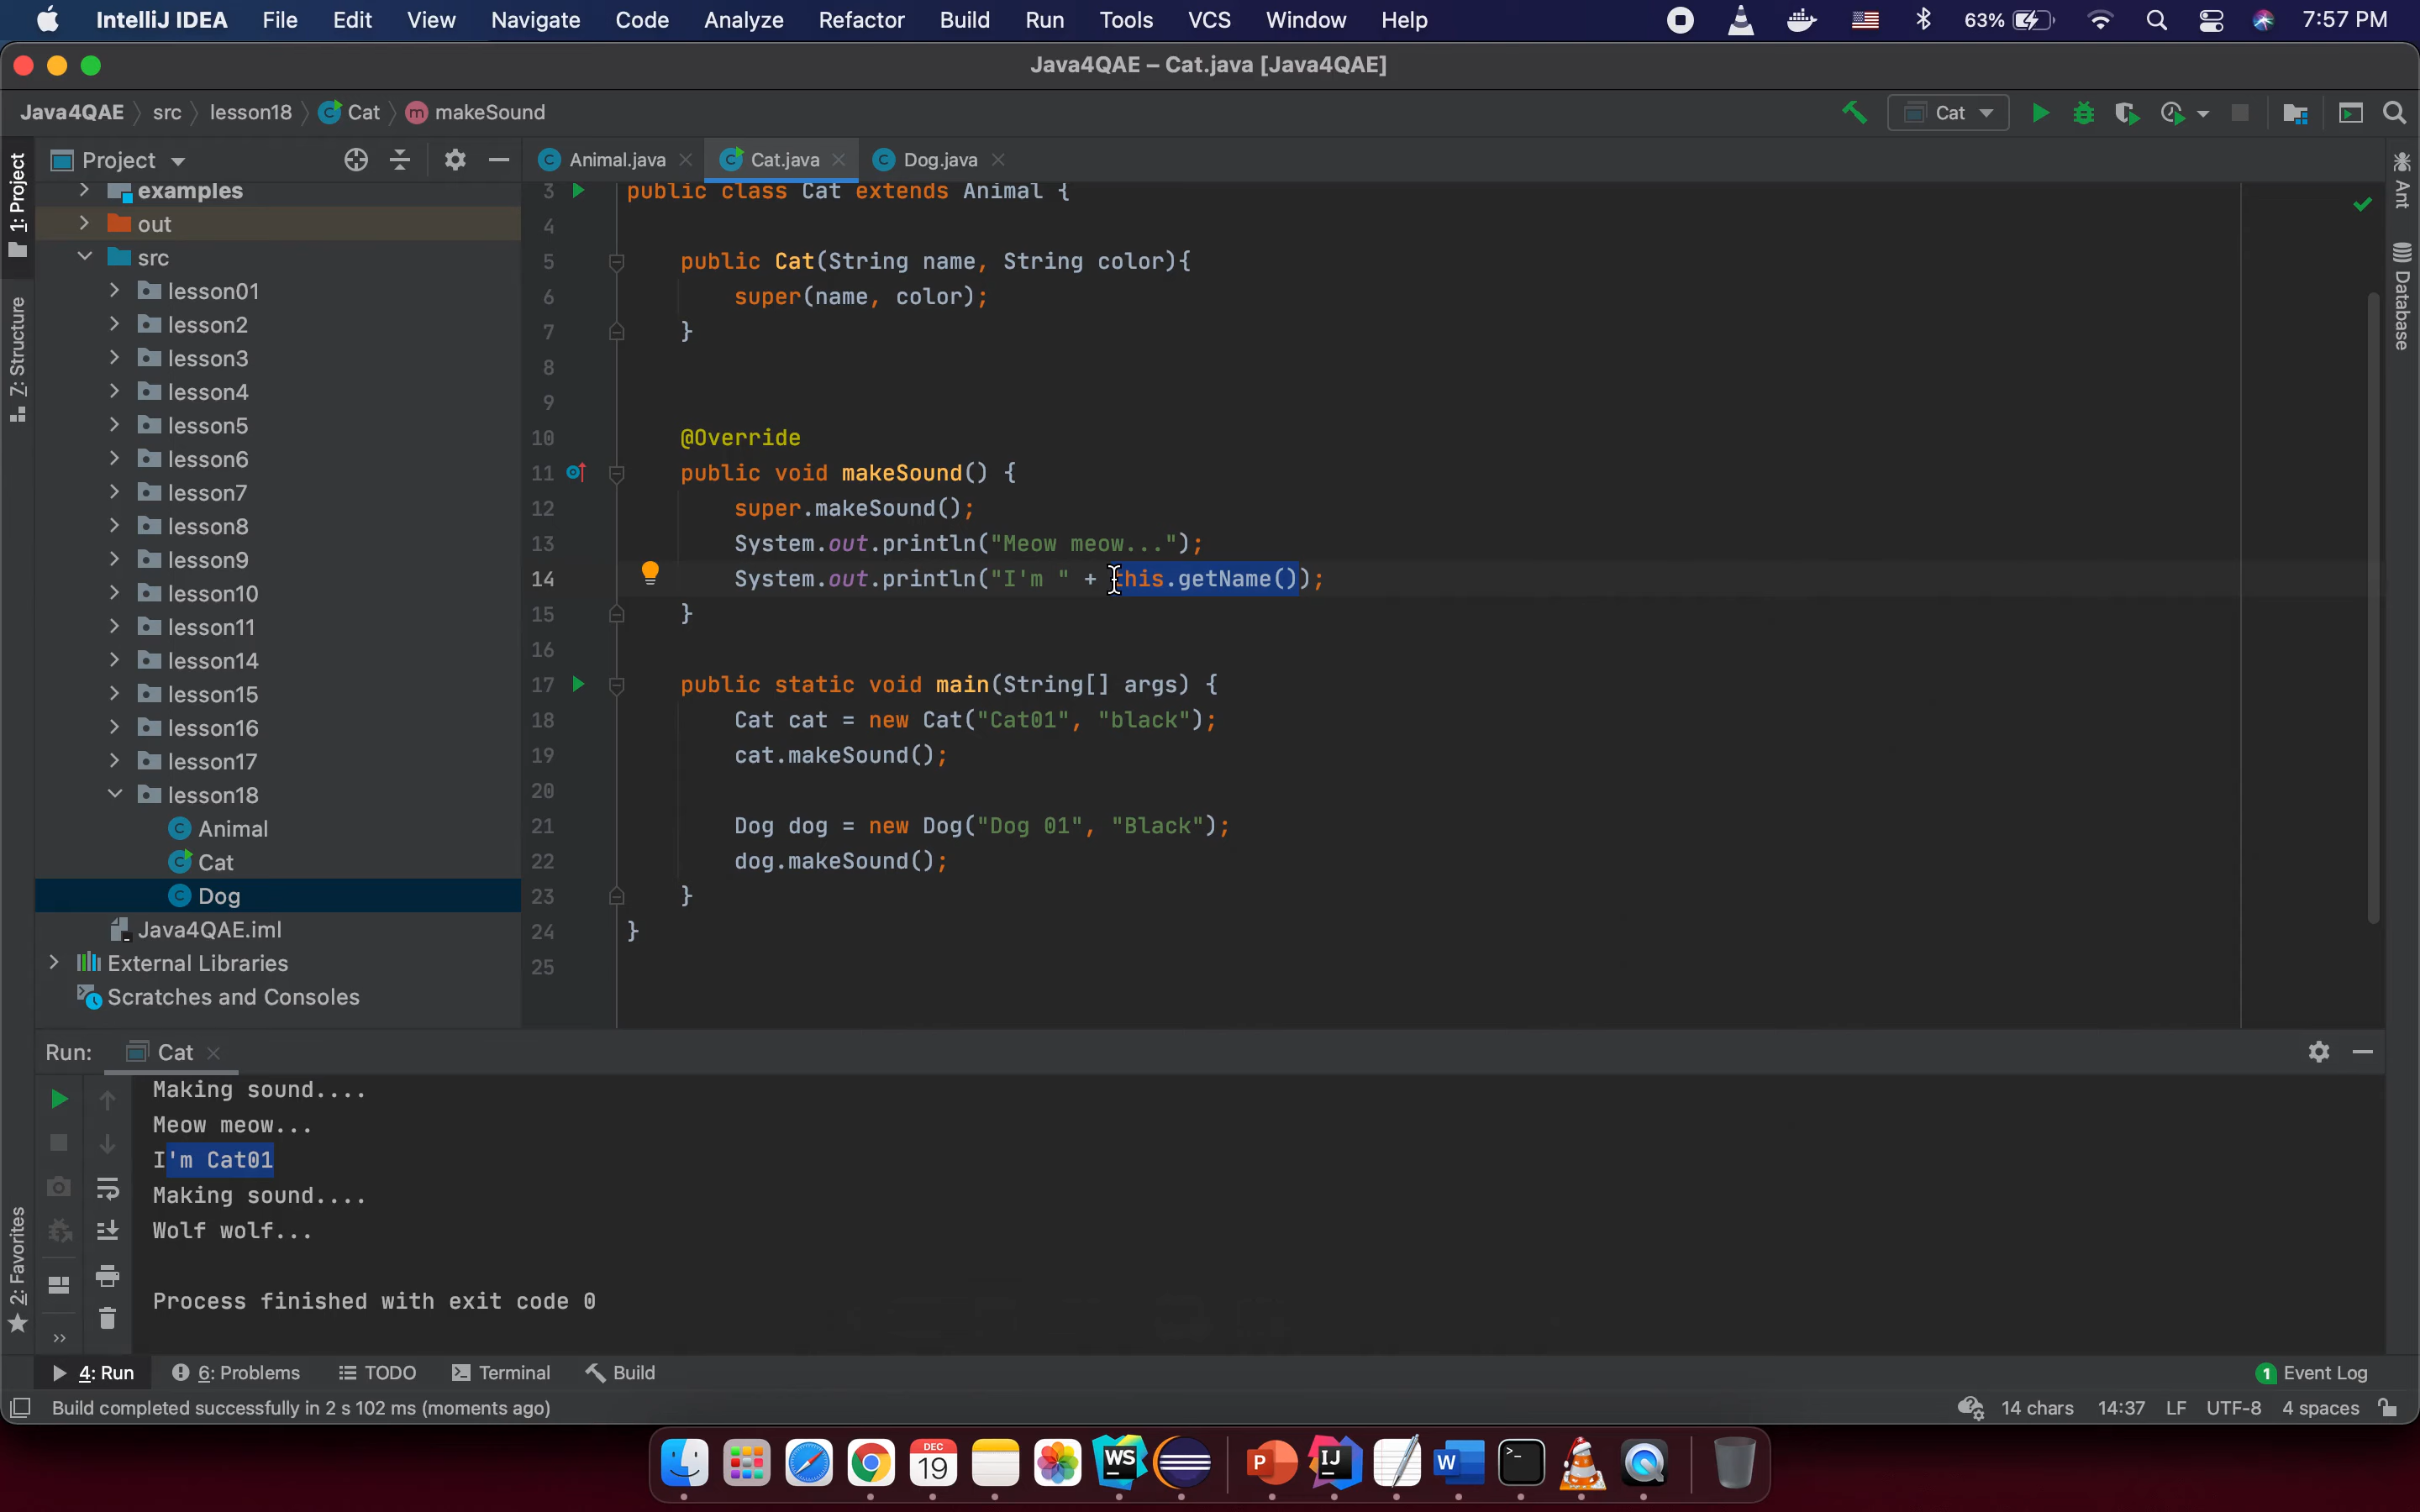 IntelliJ IDEA File Edit View Navigate Code Analyze Refactor Build Run Tools VCS Window Help 63% 7:57 PM
Java4QAE – Cat.java [Java4QAE]
Java4QAE src lesson18 Cat makeSound Cat
1: Project
Z: Structure
2: Favorites
Project
examples
out
src
lesson01
lesson2
lesson3
lesson4
lesson5
lesson6
lesson7
lesson8
lesson9
lesson10
lesson11
lesson14
lesson15
lesson16
lesson17
lesson18
Animal
Cat
Dog
Java4QAE.iml
External Libraries
Scratches and Consoles
Animal.java Cat.java Dog.java
3 public class Cat extends Animal {
4
5 public Cat(String name, String color){
6 super(name, color);
7 }
8
9
10 @Override
11 public void makeSound() {
12 super.makeSound();
13 System.out.println("Meow meow...");
14 System.out.println("I'm " + this.getName());
15 }
16
17 public static void main(String[] args) {
18 Cat cat = new Cat("Cat01", "black");
19 cat.makeSound();
20
21 Dog dog = new Dog("Dog 01", "Black");
22 dog.makeSound();
23 }
24 }
25
Ant
Database
Run: Cat
Making sound....
Meow meow...
I'm Cat01
Making sound....
Wolf wolf...
Process finished with exit code 0
4: Run 6: Problems TODO Terminal Build 1 Event Log
Build completed successfully in 2 s 102 ms (moments ago) 14 chars 14:37 LF UTF-8 4 spaces
DEC
19
WS
P
IJ
W